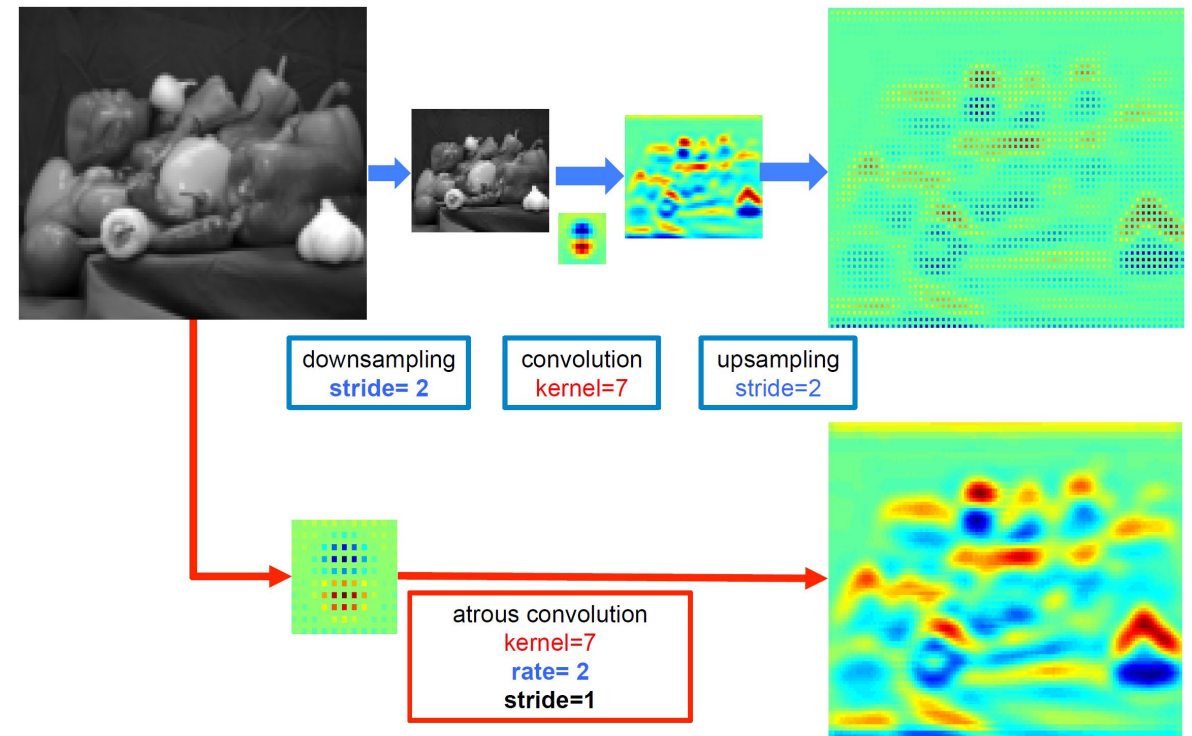 downsampling
stride= 2
convolution
kernel=7
upsampling
stride=2
atrous convolution
kernel=7
rate= 2
stride=1